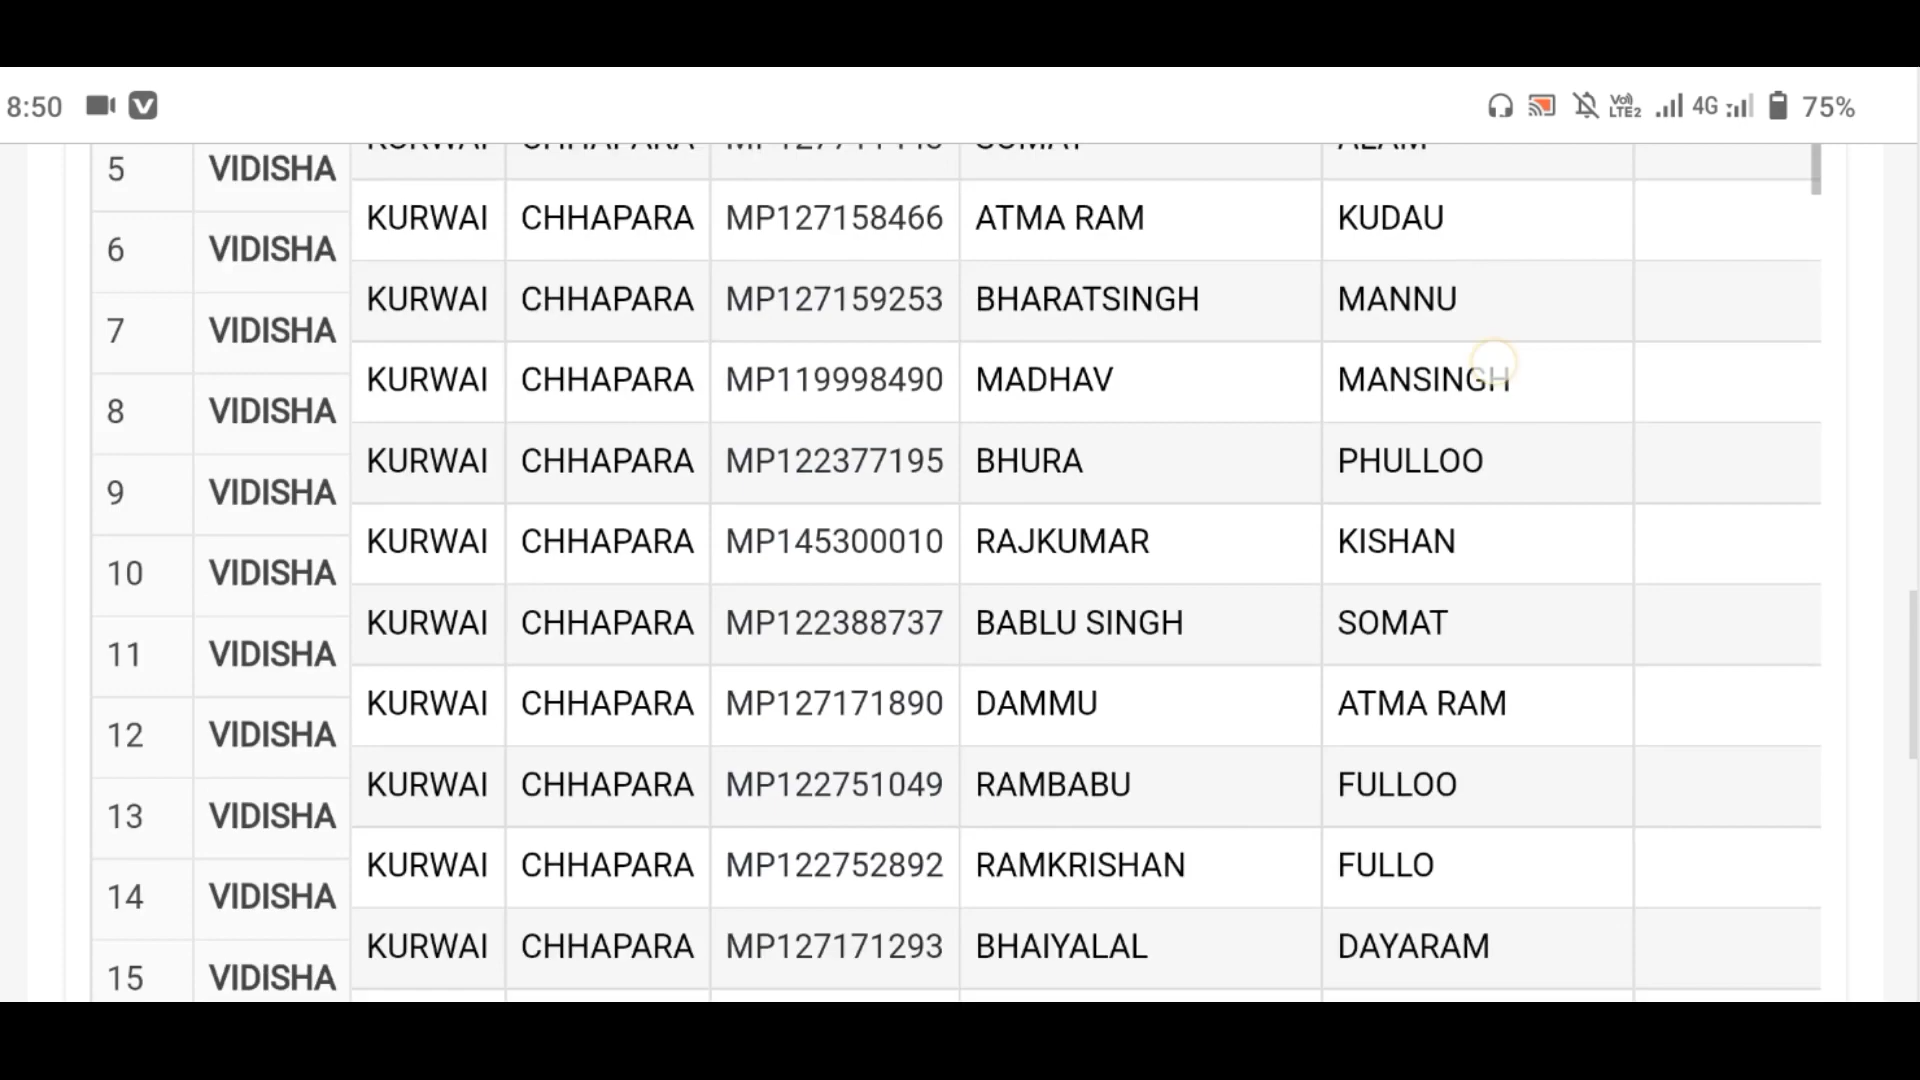 8:50 VoI) LTE2 4G 75%
5 VIDISHA
6 VIDISHA KURWAI CHHAPARA MP127158466 ATMA RAM KUDAU
7 VIDISHA KURWAI CHHAPARA MP127159253 BHARATSINGH MANNU
8 VIDISHA KURWAI CHHAPARA MP119998490 MADHAV MANSINGH
9 VIDISHA KURWAI CHHAPARA MP122377195 BHURA PHULLOO
10 VIDISHA KURWAI CHHAPARA MP145300010 RAJKUMAR KISHAN
11 VIDISHA KURWAI CHHAPARA MP122388737 BABLU SINGH SOMAT
12 VIDISHA KURWAI CHHAPARA MP127171890 DAMMU ATMA RAM
13 VIDISHA KURWAI CHHAPARA MP122751049 RAMBABU FULLOO
14 VIDISHA KURWAI CHHAPARA MP122752892 RAMKRISHAN FULLO
15 VIDISHA KURWAI CHHAPARA MP127171293 BHAIYALAL DAYARAM